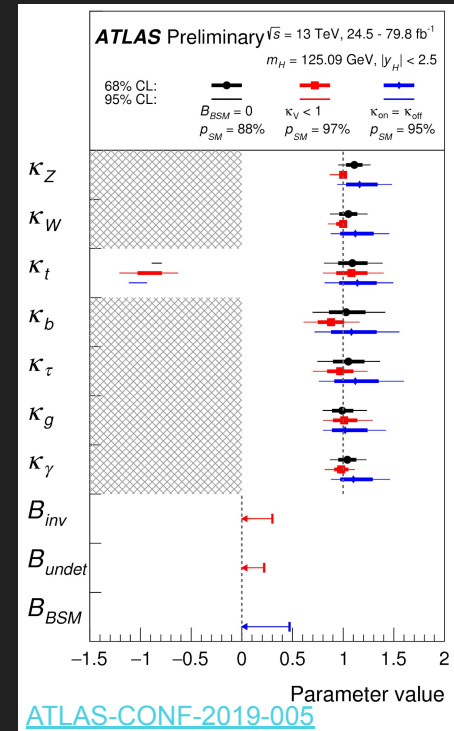 ATLAS Preliminary √s = 13 TeV, 24.5 - 79.8 fb⁻¹
m_H = 125.09 GeV, |y_H| < 2.5
68% CL:
95% CL:
B_BSM = 0 κ_V < 1 κ_on = κ_off
p_SM = 88% p_SM = 97% p_SM = 95%
κ_Z
κ_W
κ_t
κ_b
κ_τ
κ_g
κ_γ
B_inv
B_undet
B_BSM
−1.5 −1 −0.5 0 0.5 1 1.5 2
Parameter value
ATLAS-CONF-2019-005